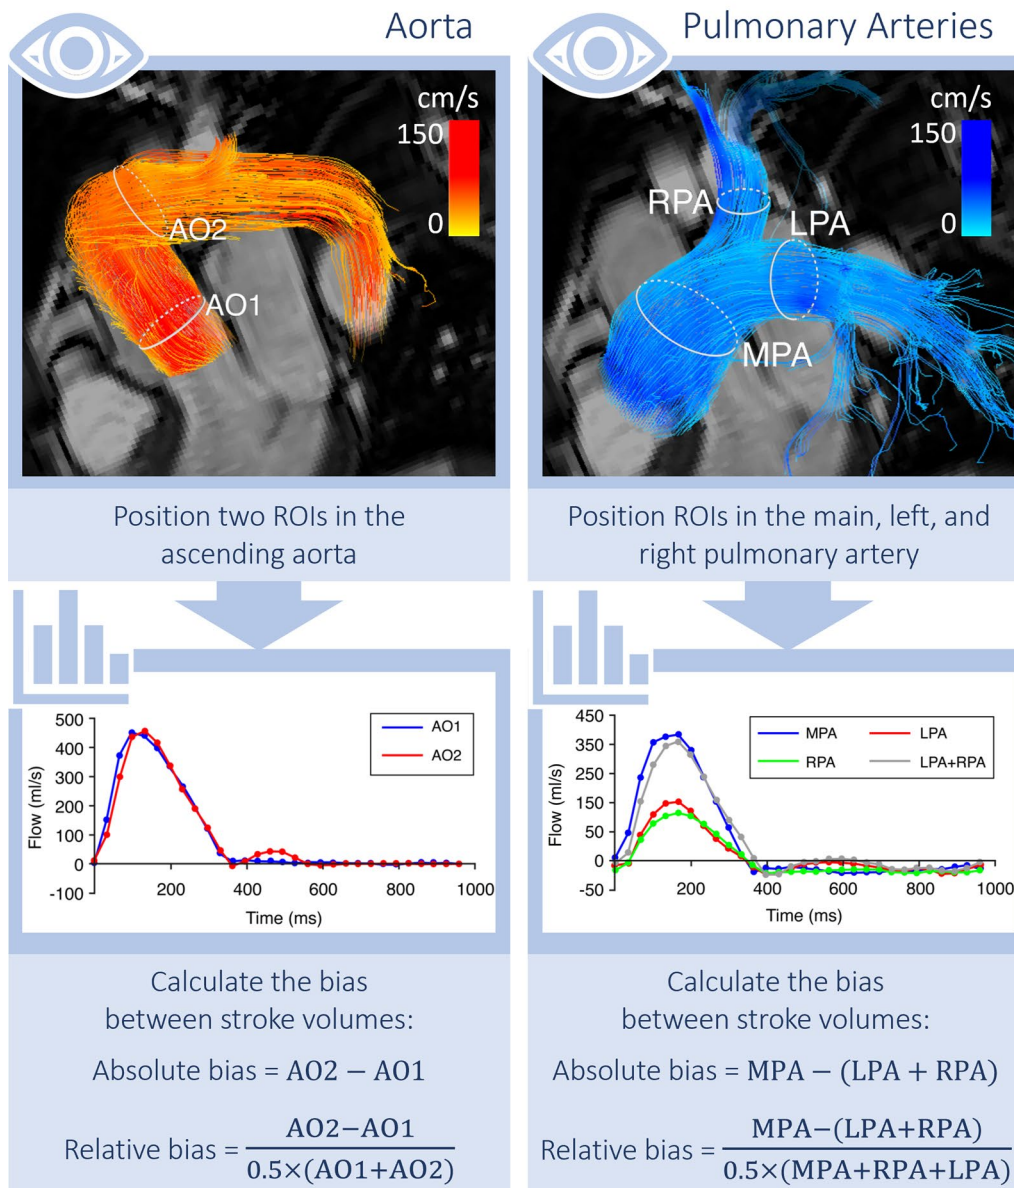 Aorta
cm/s
150
0
AO2
AO1
Position two ROIs in the
ascending aorta
500
400
300
200
100
0
-100
Flow (ml/s)
AO1
AO2
200
400
600
800
1000
Time (ms)
Calculate the bias
between stroke volumes:
Absolute bias = AO2 − AO1
Relative bias = AO2−AO1
0.5×(AO1+AO2)
Pulmonary Arteries
cm/s
150
0
RPA
LPA
MPA
Position ROIs in the main, left, and
right pulmonary artery
450
350
150
50
0
-50
Flow (ml/s)
MPA
LPA
RPA
LPA+RPA
200
400
600
800
1000
Time (ms)
Calculate the bias
between stroke volumes:
Absolute bias = MPA − (LPA + RPA)
Relative bias = MPA−(LPA+RPA)
0.5×(MPA+RPA+LPA)